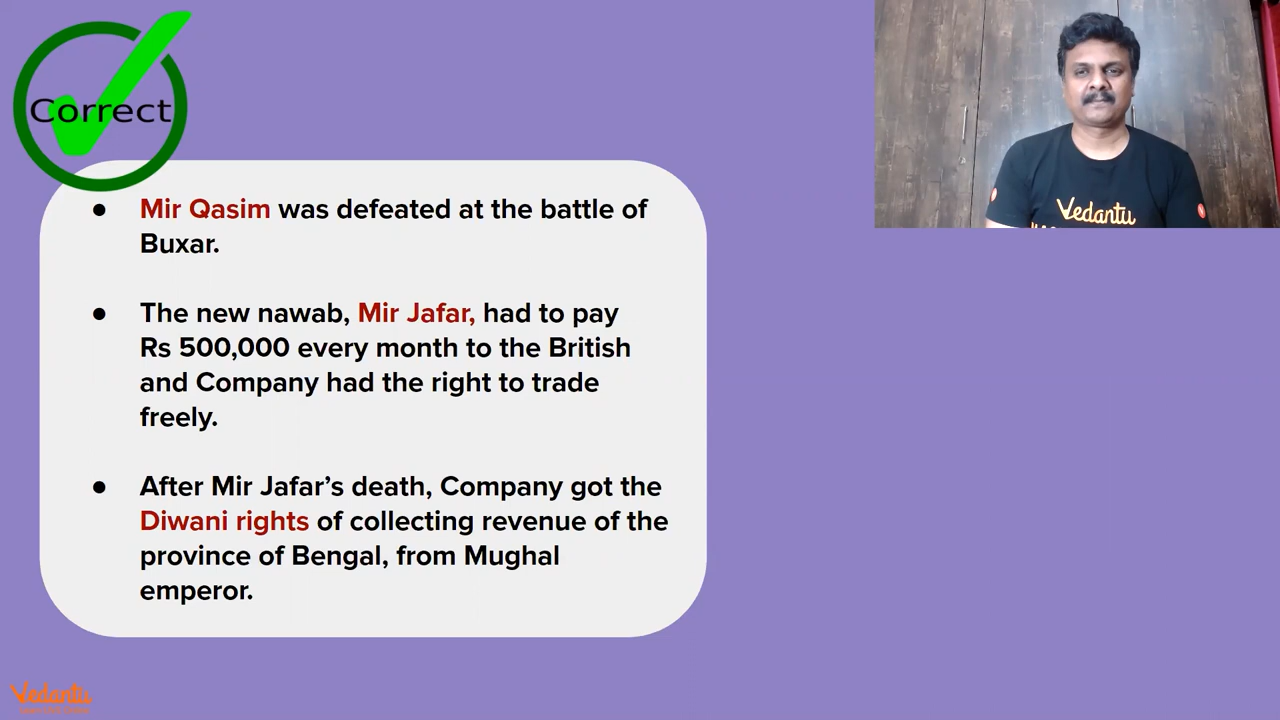 Correct
Mir Qasim was defeated at the battle of
Buxar.
The new nawab, Mir Jafar, had to pay
Rs 500,000 every month to the British
and Company had the right to trade
freely.
After Mir Jafar's death, Company got the
Diwani rights of collecting revenue of the
province of Bengal, from Mughal
emperor.
Vedantu
Vedantu